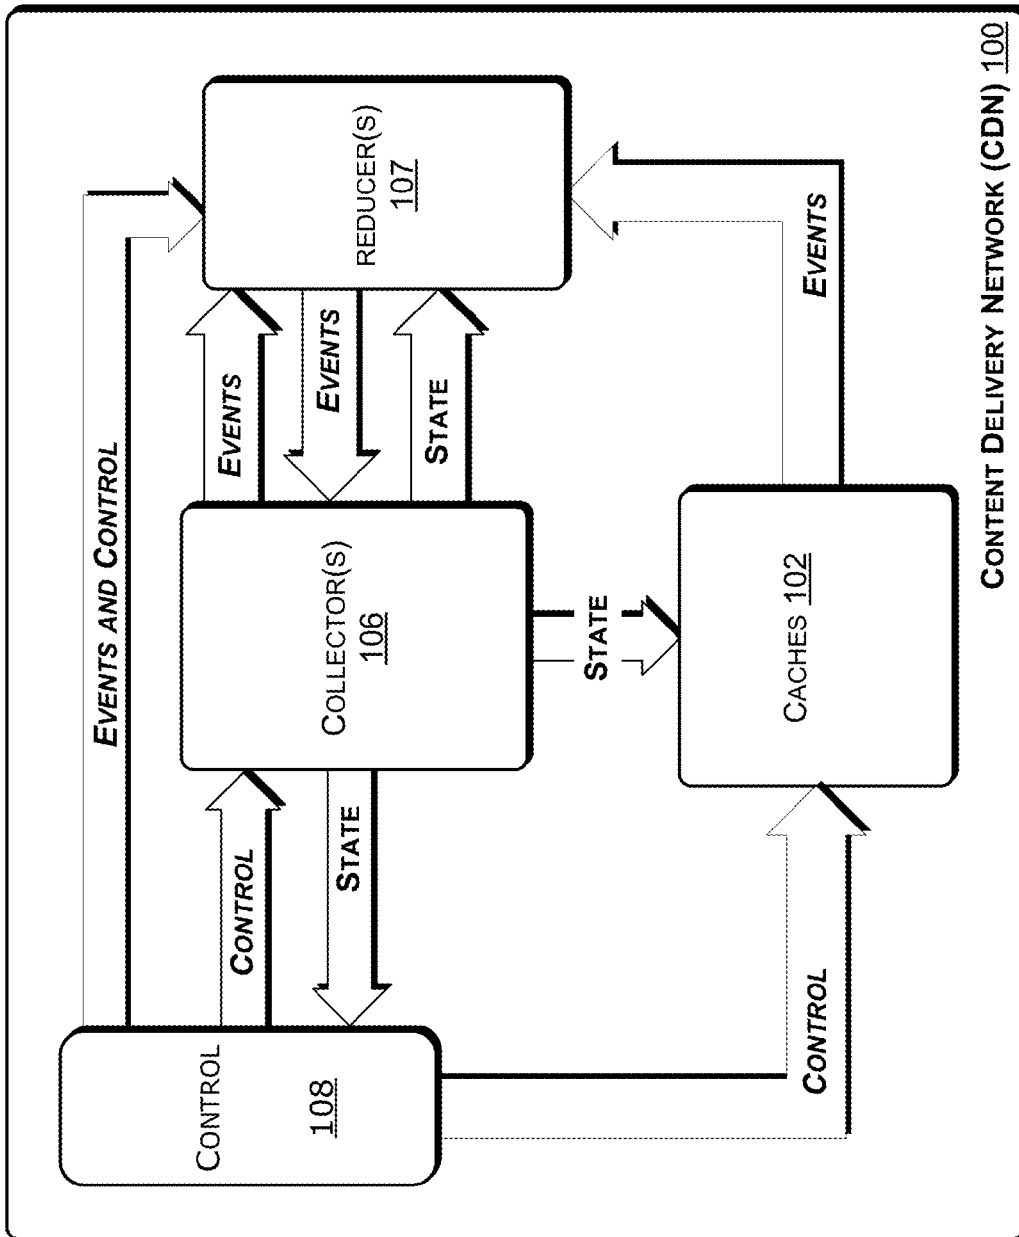 EVENTS AND CONTROL
CONTROL
108
CONTROL
STATE
COLLECTOR(S)
106
EVENTS
EVENTS
STATE
REDUCER(S)
107
STATE
CONTROL
CACHES 102
EVENTS
CONTENT DELIVERY NETWORK (CDN) 100